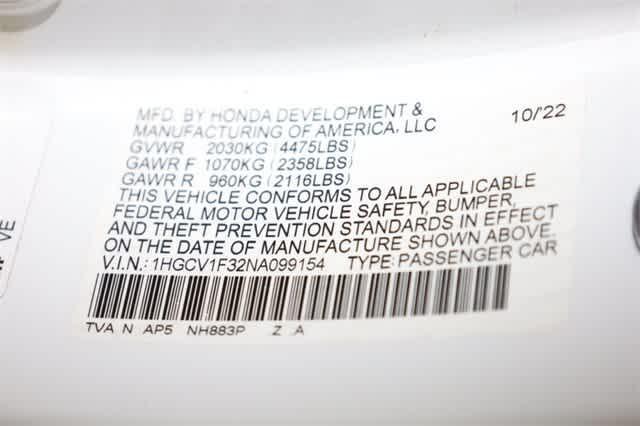 MFD. BY HONDA DEVELOPMENT &
MANUFACTURING OF AMERICA, LLC
10/'22
GVWR 2030KG (4475LBS)
GAWR F 1070KG (2358LBS)
GAWR R 960KG (2116LBS)
THIS VEHICLE CONFORMS TO ALL APPLICABLE
FEDERAL MOTOR VEHICLE SAFETY, BUMPER,
AND THEFT PREVENTION STANDARDS IN EFFECT
ON THE DATE OF MANUFACTURE SHOWN ABOVE.
V.I.N.: 1HGCV1F32NA099154 TYPE: PASSENGER CAR
TVA N AP5 NH883P Z A
VE